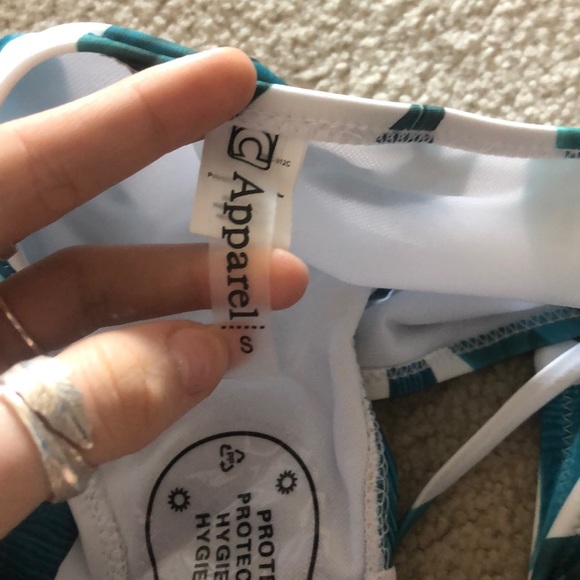 C
Apparel
S
PROTE
PROTEC
HYGIE
HYGIE